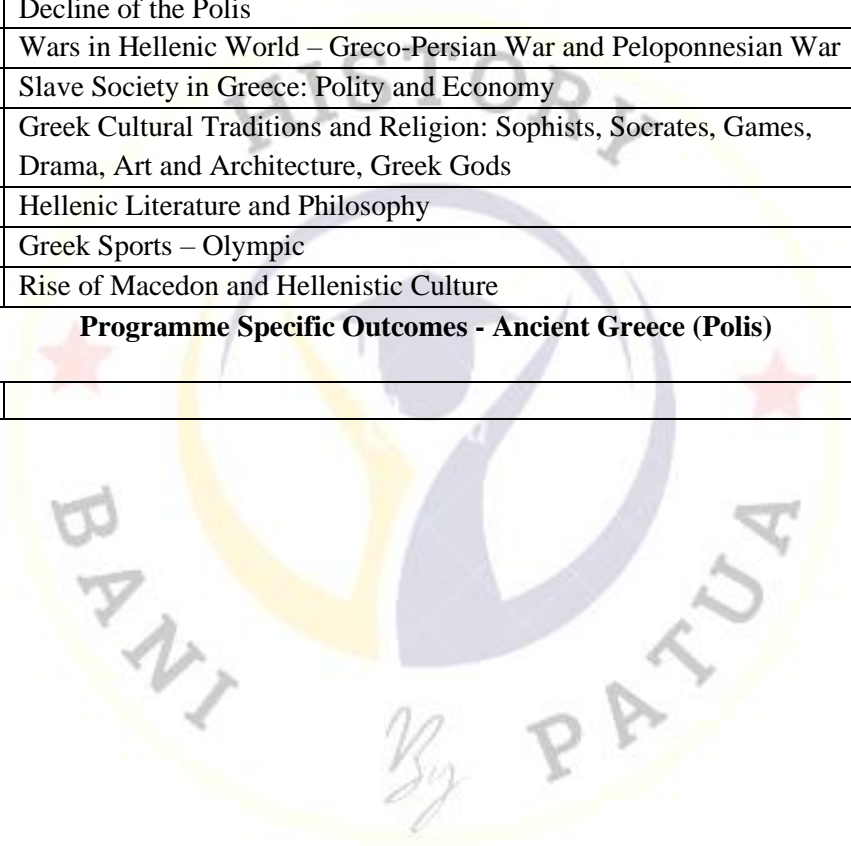 Decline of the Polis
Wars in Hellenic World – Greco-Persian War and Peloponnesian War
Slave Society in Greece: Polity and Economy
Greek Cultural Traditions and Religion: Sophists, Socrates, Games,
Drama, Art and Architecture, Greek Gods
Hellenic Literature and Philosophy
Greek Sports – Olympic
Rise of Macedon and Hellenistic Culture
Programme Specific Outcomes - Ancient Greece (Polis)
HISTORY
By
BANI PATUA